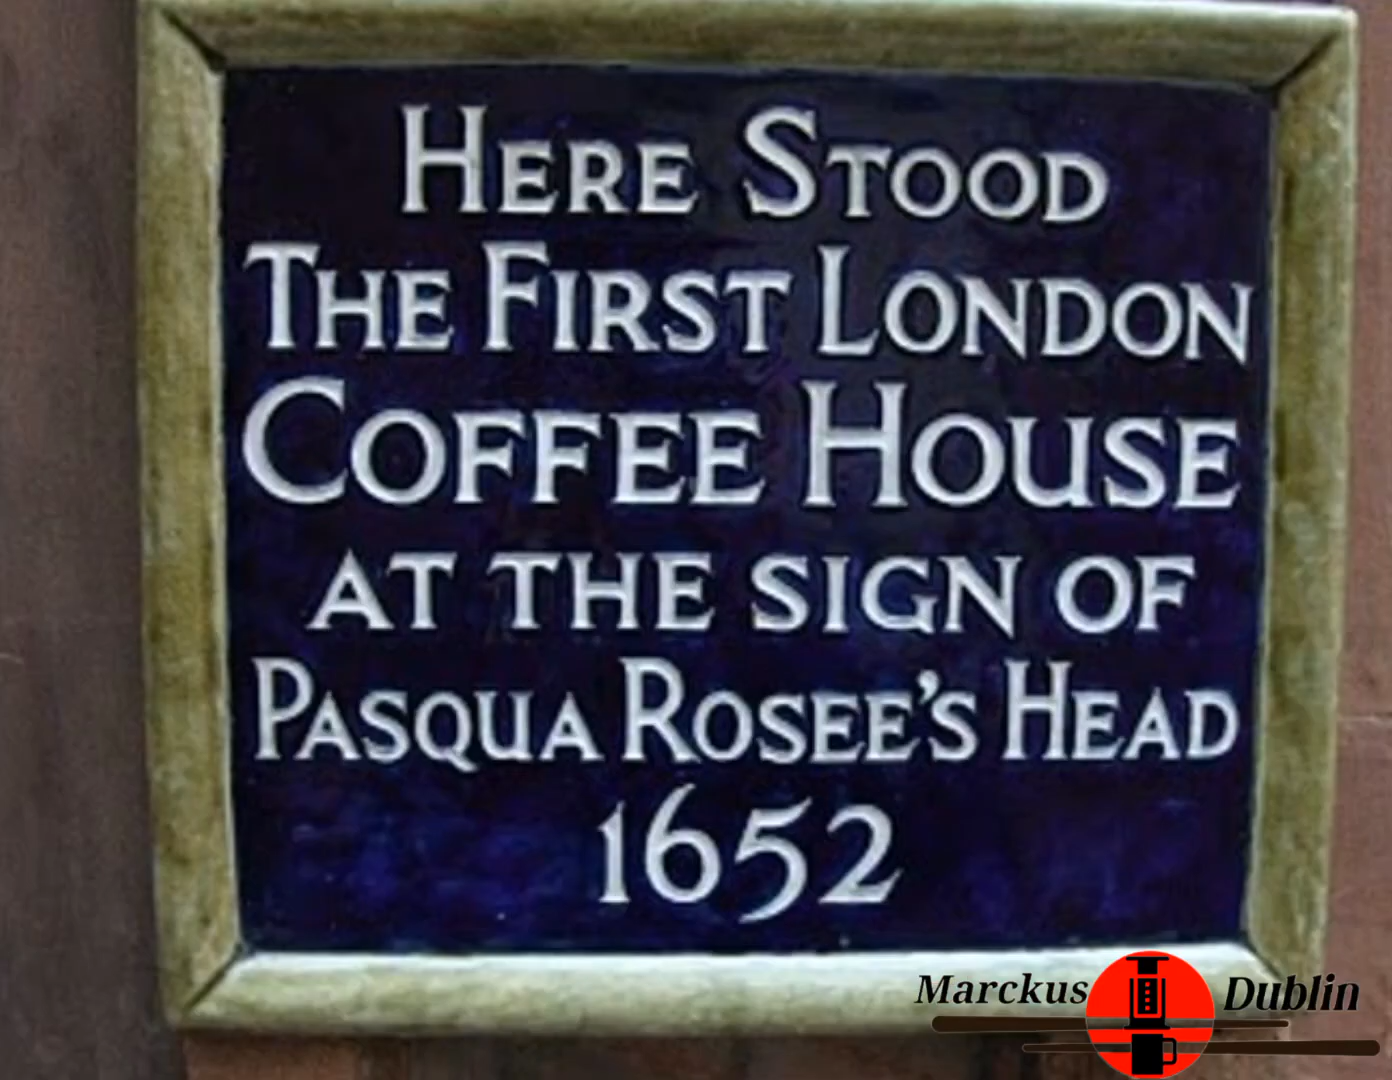 HERE STOOD
THE FIRST LONDON
COFFEE HOUSE
AT THE SIGN OF
PASQUA ROSEE'S HEAD
1652
Marckus Dublin